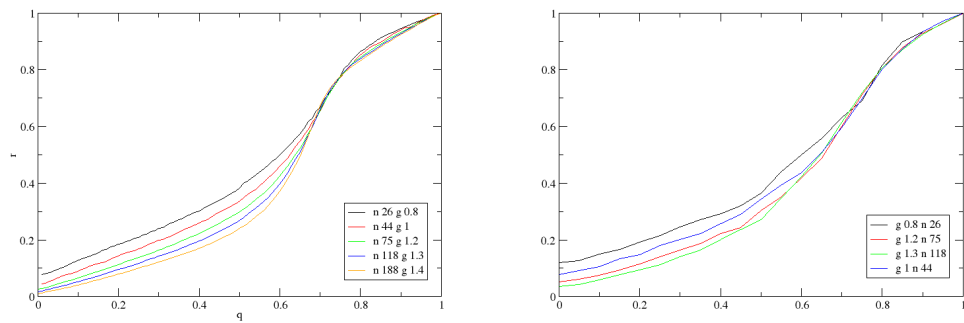 1
0.8
0.6
0.4
0.2
0
r
0 0.2 0.4 0.6 0.8 1
q
n 26 g 0.8
n 44 g 1
n 75 g 1.2
n 118 g 1.3
n 188 g 1.4
1
0.8
0.6
0.4
0.2
0
0 0.2 0.4 0.6 0.8 1
g 0.8 n 26
g 1.2 n 75
g 1.3 n 118
g 1 n 44